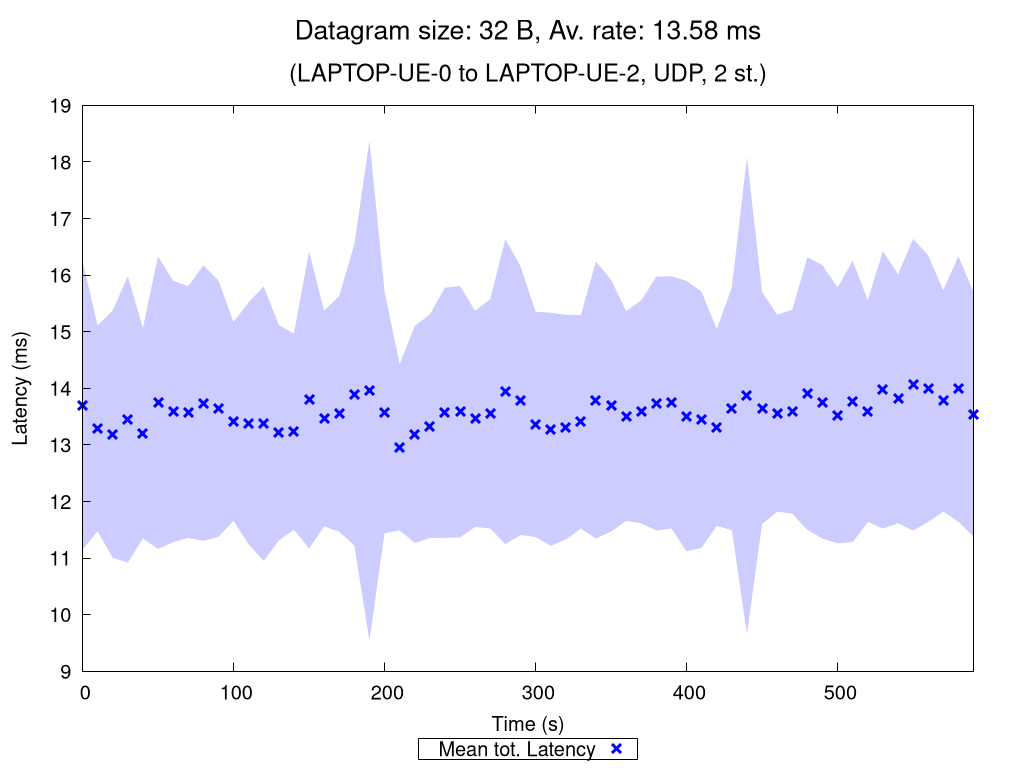 Datagram size: 32 B, Av. rate: 13.58 ms
(LAPTOP-UE-0 to LAPTOP-UE-2, UDP, 2 st.)
19
18
17
16
15
14
13
12
11
10
9
Latency (ms)
0 100 200 300 400 500
Time (s)
Mean tot. Latency